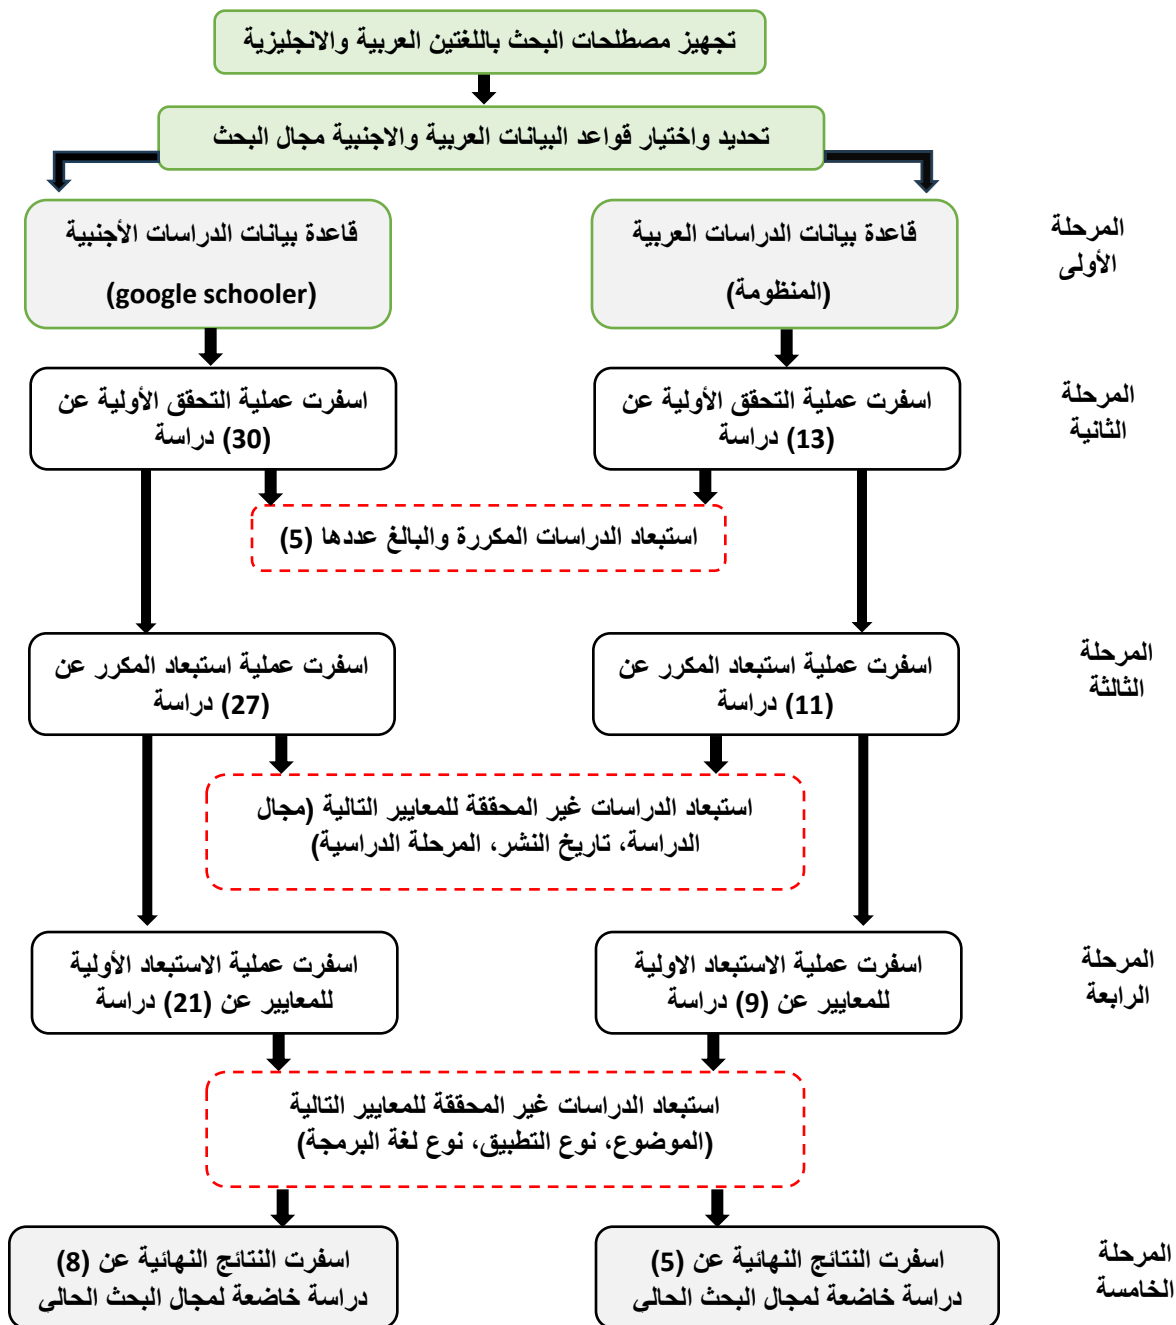 تجهيز مصطلحات البحث باللغتين العربية والانجليزية
تحديد واختيار قواعد البيانات العربية والاجنبية مجال البحث
المرحلة
الأولى
قاعدة بيانات الدراسات العربية
(المنظومة)
قاعدة بيانات الدراسات الأجنبية
(google schooler)
المرحلة
الثانية
اسفرت عملية التحقق الأولية عن
(13) دراسة
اسفرت عملية التحقق الأولية عن
(30) دراسة
استبعاد الدراسات المكررة والبالغ عددها (5)
المرحلة
الثالثة
اسفرت عملية استبعاد المكرر عن
(11) دراسة
اسفرت عملية استبعاد المكرر عن
(27) دراسة
استبعاد الدراسات غير المحققة للمعايير التالية (مجال
الدراسة، تاريخ النشر، المرحلة الدراسية)
المرحلة
الرابعة
اسفرت عملية الاستبعاد الاولية
للمعايير عن (9) دراسة
اسفرت عملية الاستبعاد الأولية
للمعايير عن (21) دراسة
استبعاد الدراسات غير المحققة للمعايير التالية
(الموضوع، نوع التطبيق، نوع لغة البرمجة)
المرحلة
الخامسة
اسفرت النتائج النهائية عن (5)
دراسة خاضعة لمجال البحث الحالى
اسفرت النتائج النهائية عن (8)
دراسة خاضعة لمجال البحث الحالى